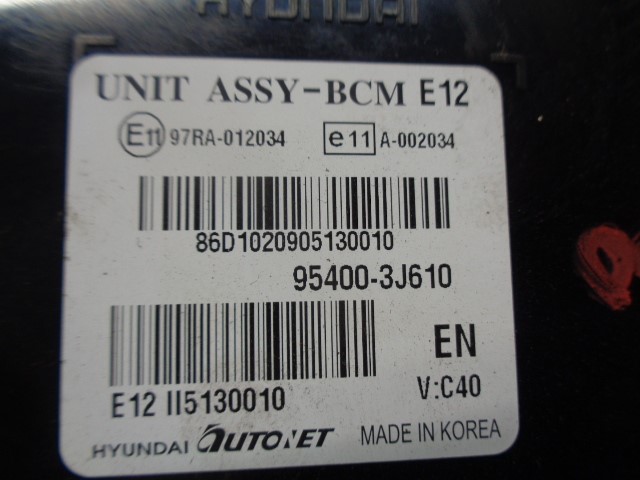 HYUNDAI
UNIT ASSY-BCM E12
E11 97RA-012034 e11 A-002034
86D1020905130010
95400-3J610
EN
E12 II5130010 V:C40
HYUNDAI AUTONET MADE IN KOREA